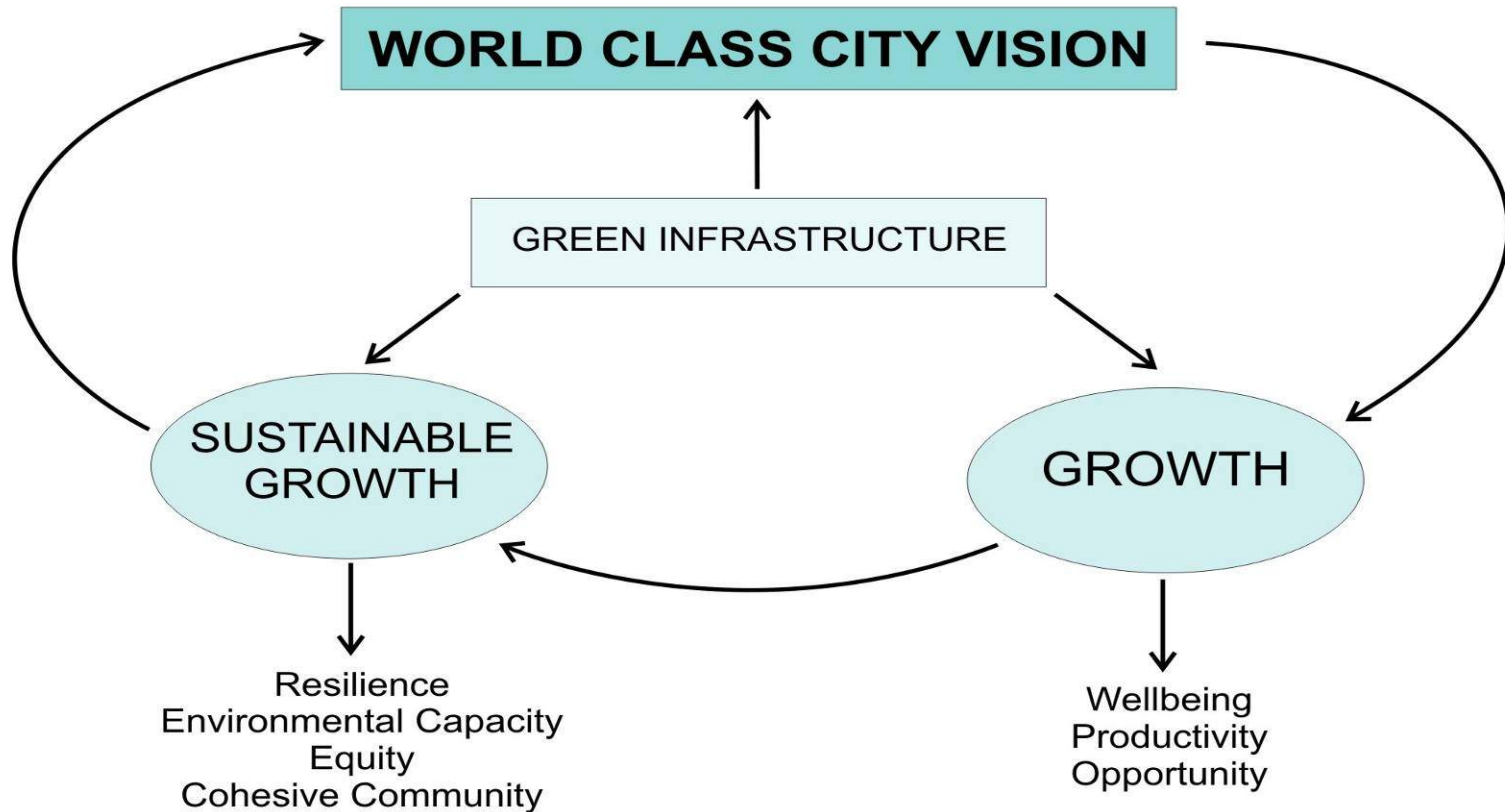 WORLD CLASS CITY VISION
GREEN INFRASTRUCTURE
SUSTAINABLE
GROWTH
GROWTH
Resilience
Environmental Capacity
Equity
Cohesive Community
Wellbeing
Productivity
Opportunity